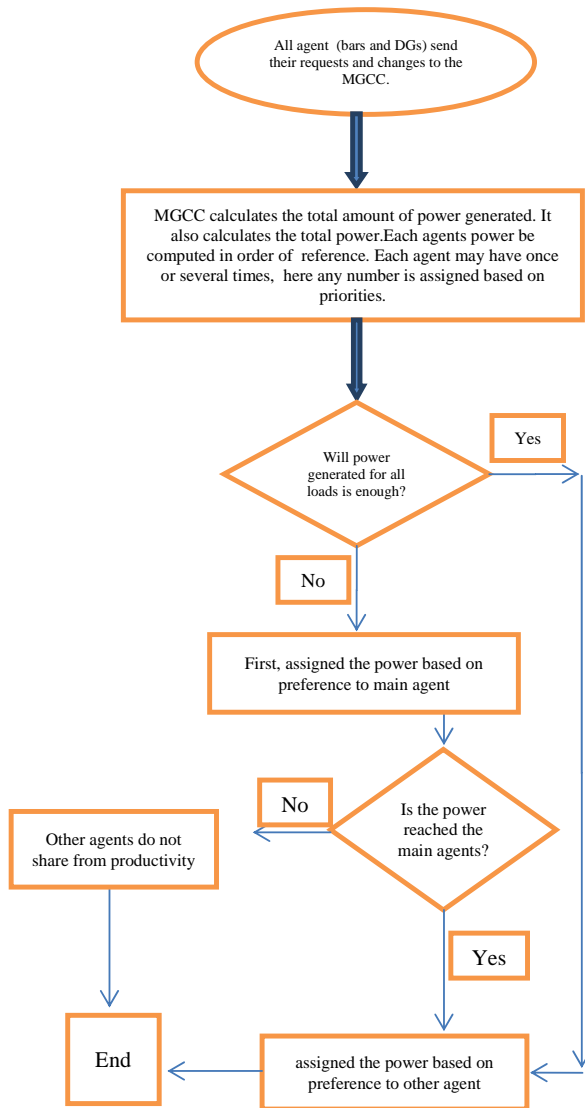 All agent (bars and DGs) send
their requests and changes to the
MGCC.
MGCC calculates the total amount of power generated. It
also calculates the total power.Each agents power be
computed in order of reference. Each agent may have once
or several times, here any number is assigned based on
priorities.
Will power
generated for all
loads is enough?
Yes
No
First, assigned the power based on
preference to main agent
Is the power
reached the
main agents?
No
Other agents do not
share from productivity
Yes
End
assigned the power based on
preference to other agent